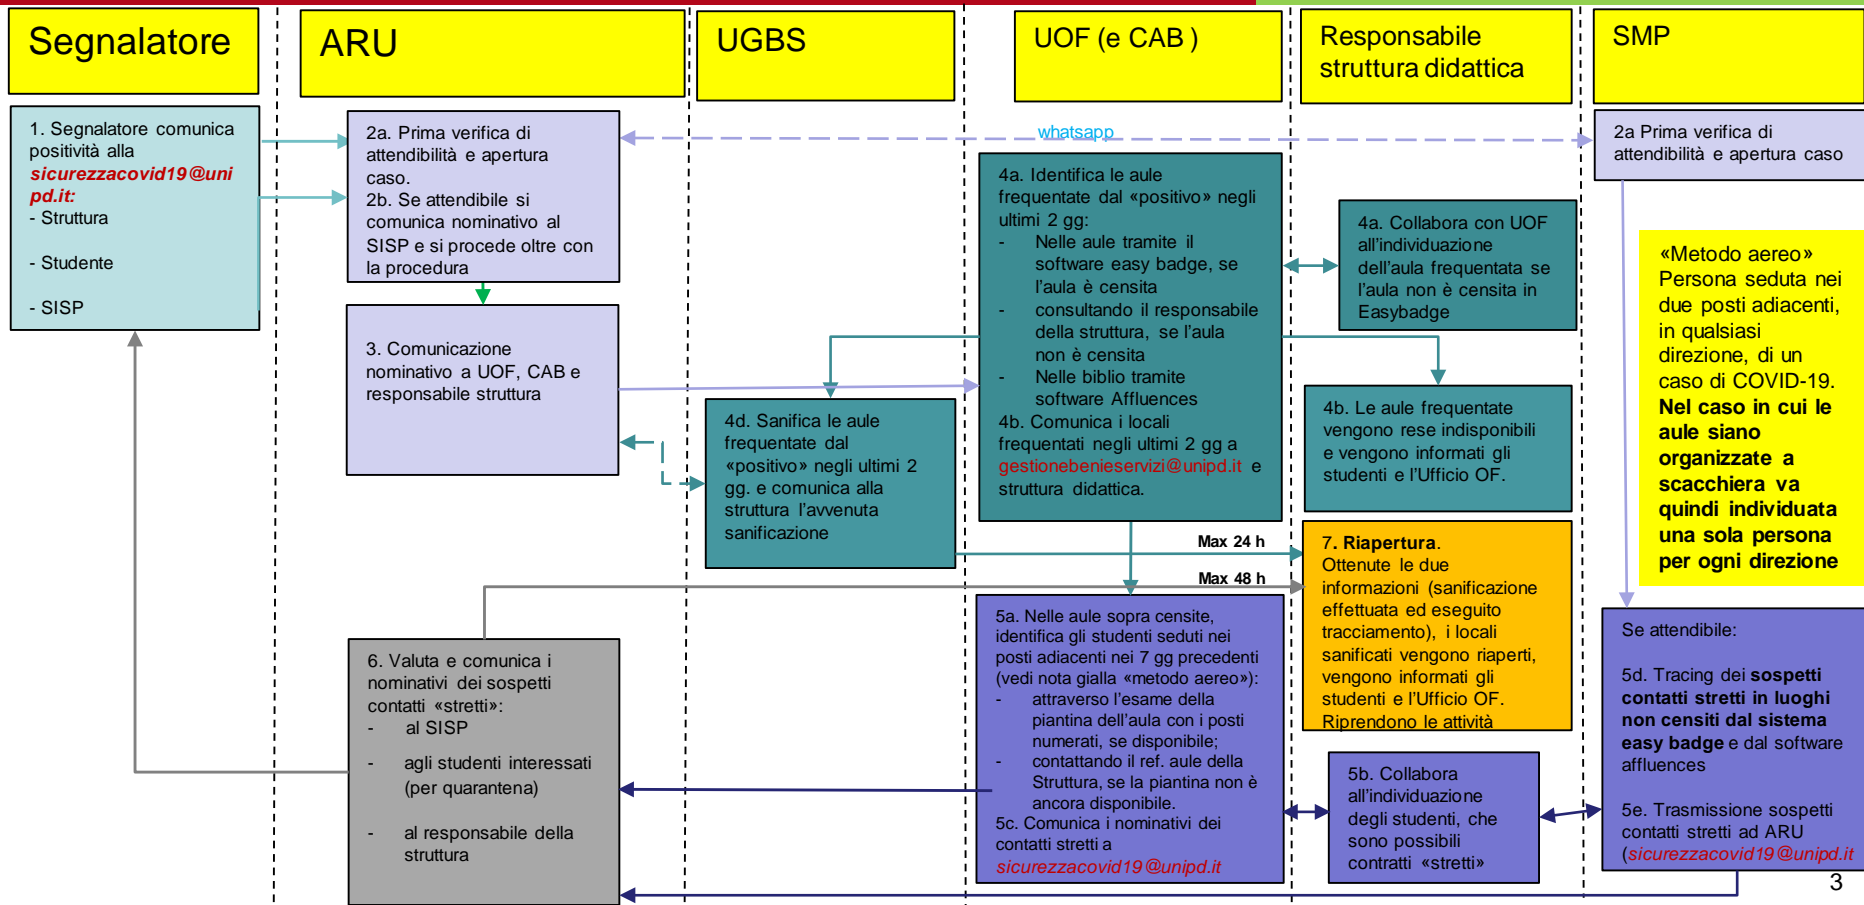 Segnalatore
ARU
UGBS
UOF (e CAB )
Responsabile
struttura didattica
SMP
1. Segnalatore comunica
positività alla
sicurezzacovid19@uni
pd.it:
- Struttura
- Studente
- SISP
2a. Prima verifica di
attendibilità e apertura
caso.
2b. Se attendibile si
comunica nominativo al
SISP e si procede oltre con
la procedura
3. Comunicazione
nominativo a UOF, CAB e
responsabile struttura
6. Valuta e comunica i
nominativi dei sospetti
contatti «stretti»:
- al SISP
- agli studenti interessati
(per quarantena)
- al responsabile della
struttura
4d. Sanifica le aule
frequentate dal
«positivo» negli ultimi 2
gg. e comunica alla
struttura l'avvenuta
sanificazione
whatsapp
4a. Identifica le aule
frequentate dal «positivo» negli
ultimi 2 gg:
- Nelle aule tramite il
software easy badge, se
l'aula è censita
- consultando il responsabile
della struttura, se l'aula
non è censita
- Nelle biblio tramite
software Affluences
4b. Comunica i locali
frequentati negli ultimi 2 gg a
gestionebenieservizi@unipd.it e
struttura didattica.
Max 24 h
Max 48 h
5a. Nelle aule sopra censite,
identifica gli studenti seduti nei
posti adiacenti nei 7 gg precedenti
(vedi nota gialla «metodo aereo»):
- attraverso l'esame della
piantina dell'aula con i posti
numerati, se disponibile;
- contattando il ref. aule della
Struttura, se la piantina non è
ancora disponibile.
5c. Comunica i nominativi dei
contatti stretti a
sicurezzacovid19@unipd.it
4a. Collabora con UOF
all'individuazione
dell'aula frequentata se
l'aula non è censita in
Easybadge
4b. Le aule frequentate
vengono rese indisponibili
e vengono informati gli
studenti e l'Ufficio OF.
7. Riapertura.
Ottenute le due
informazioni (sanificazione
effettuata ed eseguito
tracciamento), i locali
sanificati vengono riaperti,
vengono informati gli
studenti e l'Ufficio OF.
Riprendono le attività
5b. Collabora
all'individuazione
degli studenti, che
sono possibili
contratti «stretti»
2a Prima verifica di
attendibilità e apertura caso
«Metodo aereo»
Persona seduta nei
due posti adiacenti,
in qualsiasi
direzione, di un
caso di COVID-19.
Nel caso in cui le
aule siano
organizzate a
scacchiera va
quindi individuata
una sola persona
per ogni direzione
Se attendibile:
5d. Tracing dei sospetti
contatti stretti in luoghi
non censiti dal sistema
easy badge e dal software
affluences
5e. Trasmissione sospetti
contatti stretti ad ARU
(sicurezzacovid19@unipd.it
3